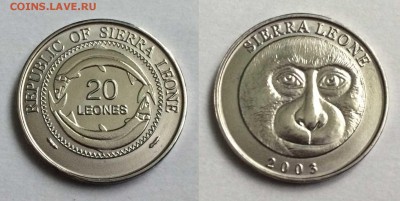 COINS.LAVE.RU
REPUBLIC OF SIERRA LEONE
20
LEONES
SIERRA LEONE
2003